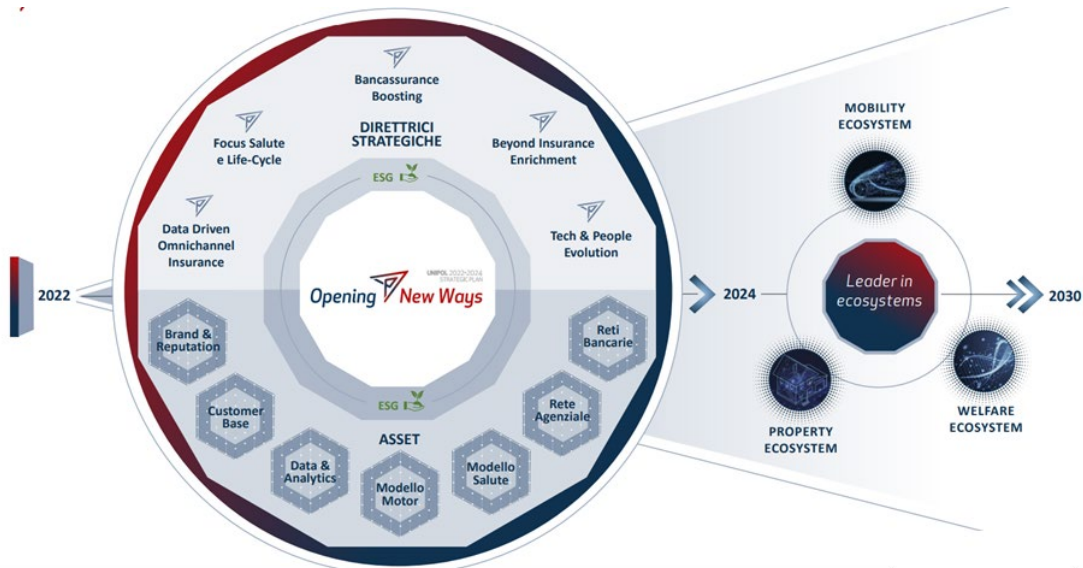 Bancassurance
Boosting
Focus Salute
e Life-Cycle
DIRETTRICI
STRATEGICHE
Beyond Insurance
Enrichment
ESG
Data Driven
Omnichannel
Insurance
Tech & People
Evolution
UNIPOL 2022-2024
STRATEGIC PLAN
Opening New Ways
2022
Brand &
Reputation
Customer
Base
Data &
Analytics
Modello
Motor
Modello
Salute
Rete
Agenziale
Reti
Bancarie
ESG
ASSET
2024
MOBILITY
ECOSYSTEM
Leader in
ecosystems
PROPERTY
ECOSYSTEM
WELFARE
ECOSYSTEM
2030